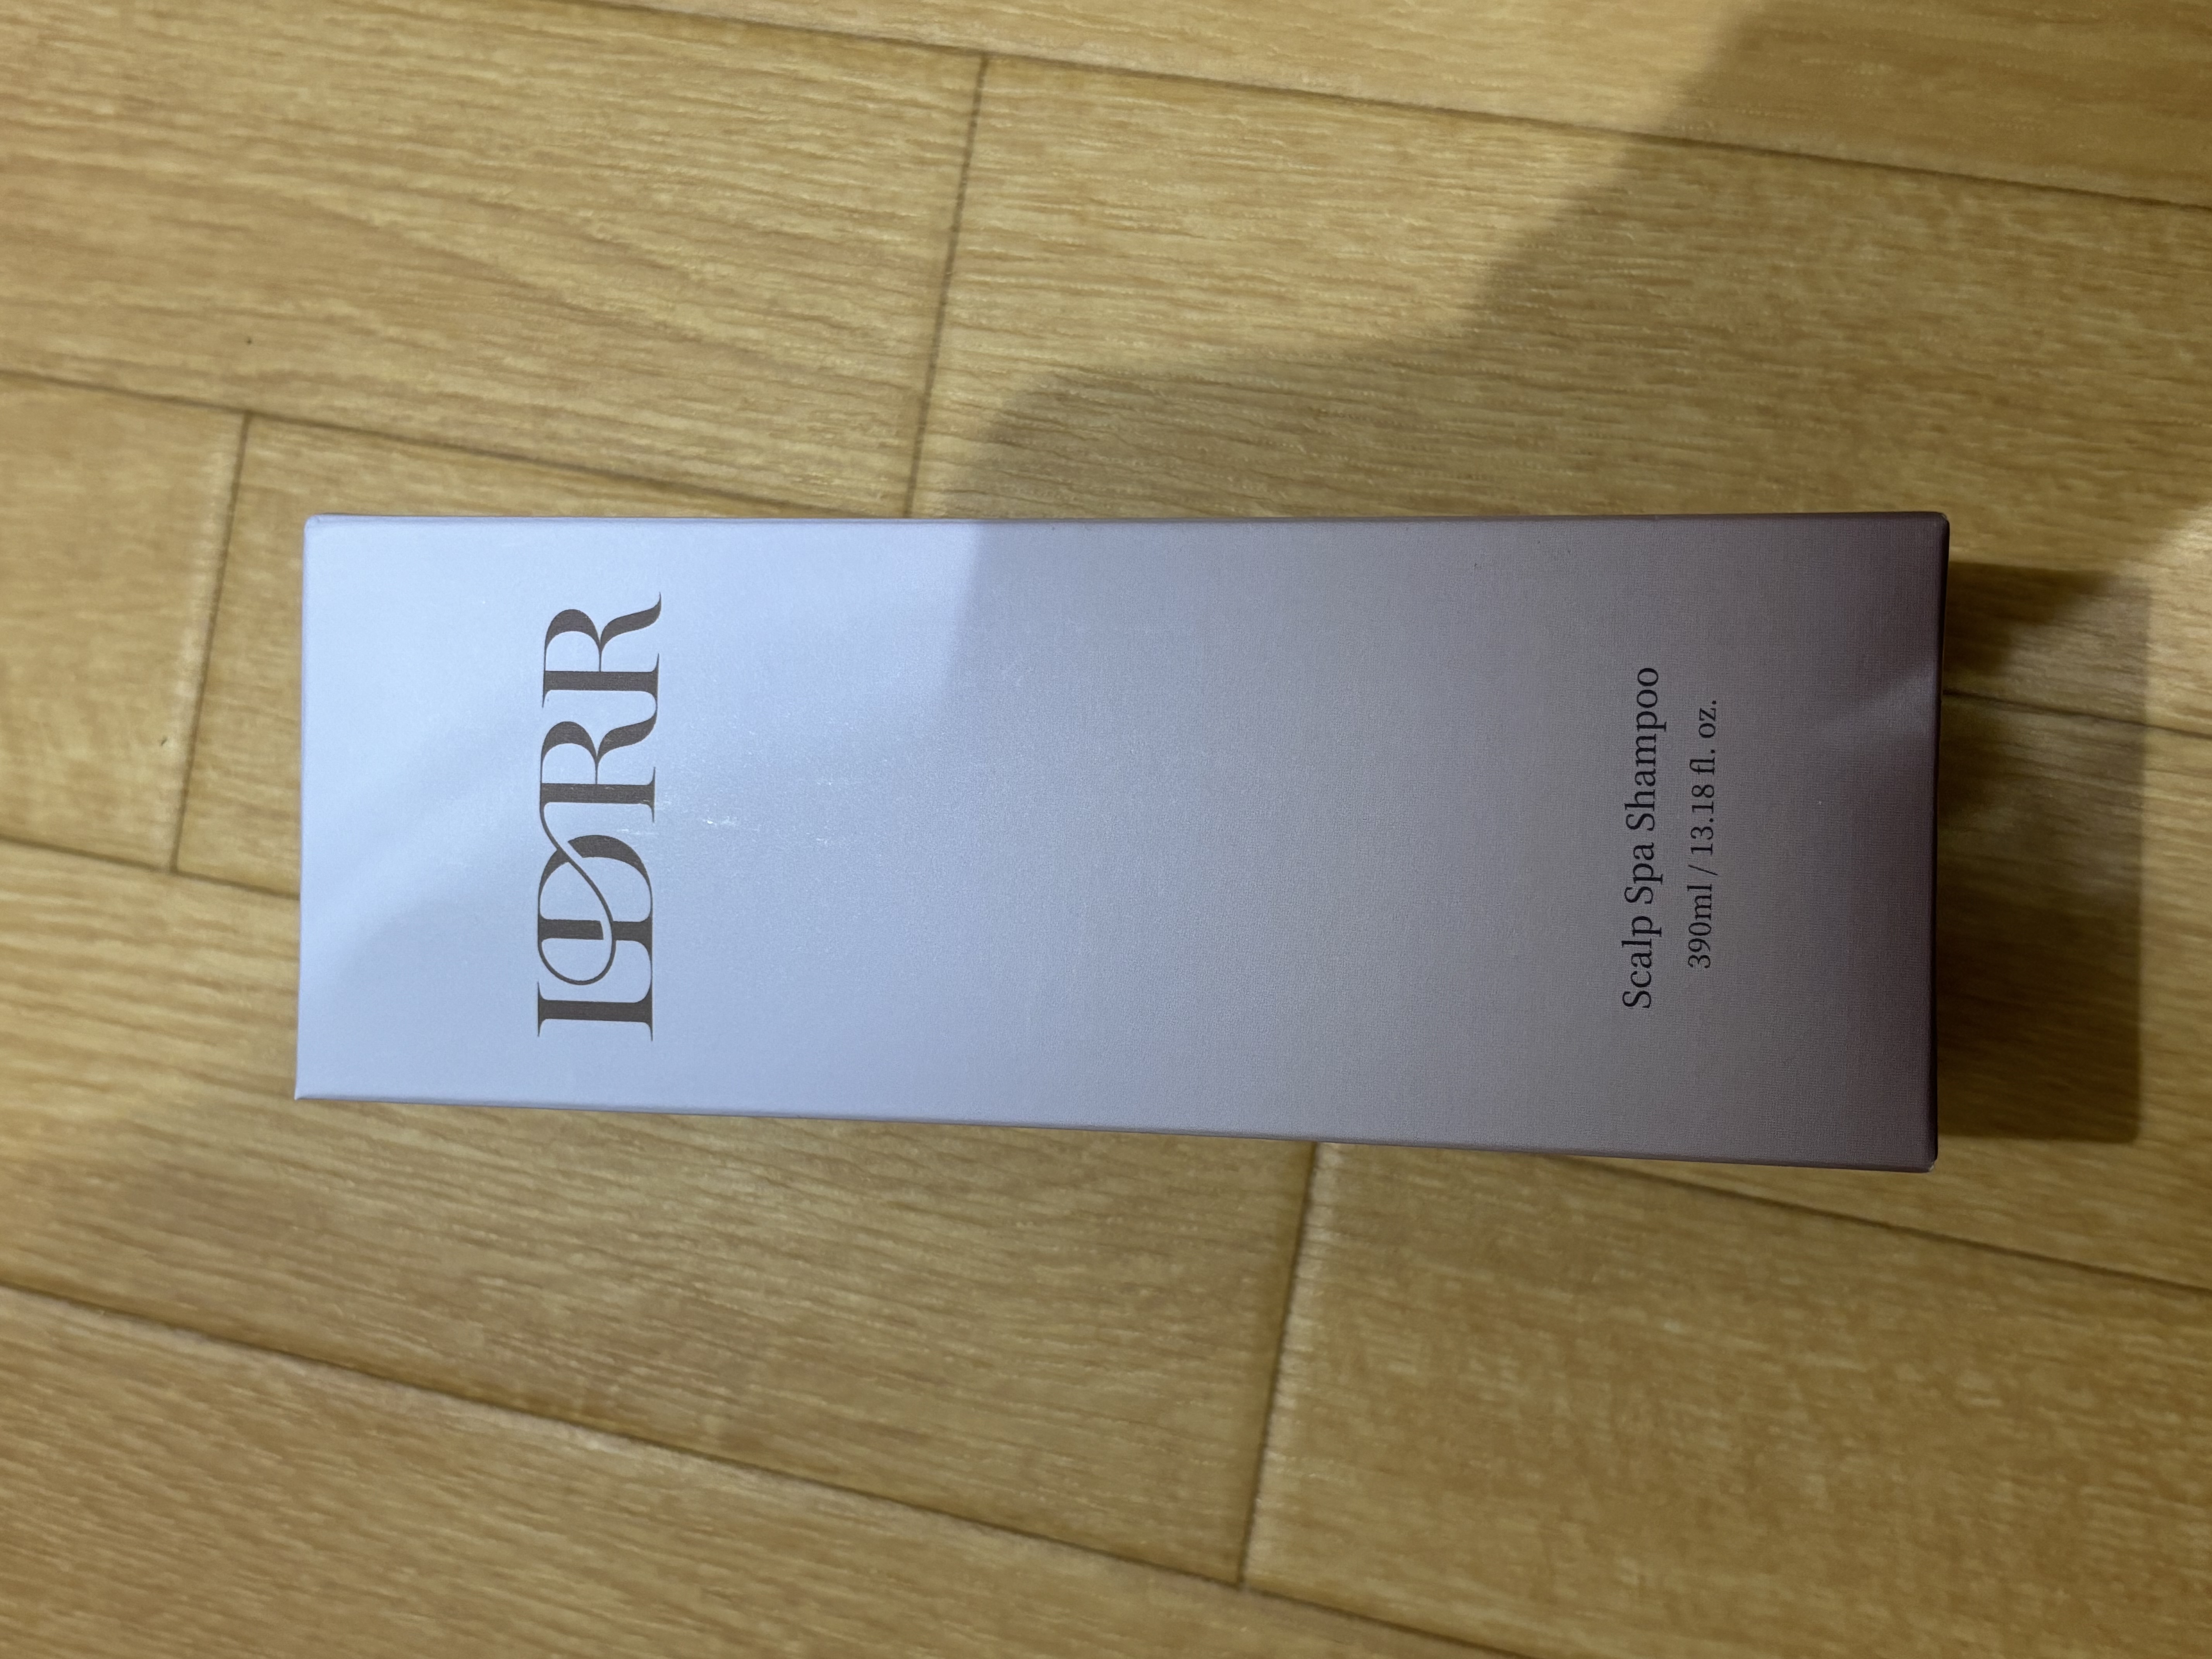 LDRR
Scalp Spa Shampoo
390ml / 13.18 fl. oz.